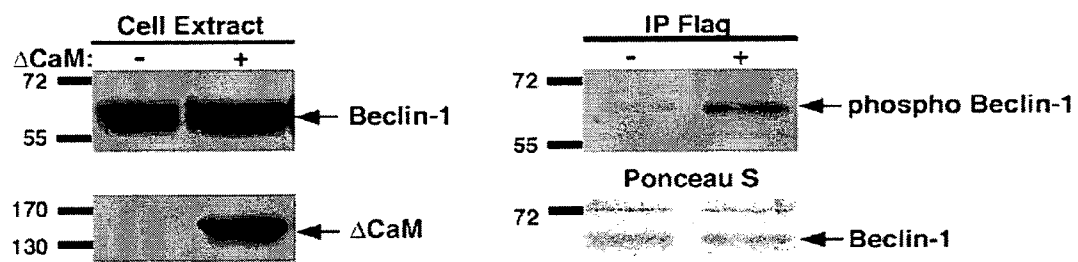 Cell Extract
ΔCaM: - +
72
55
Beclin-1
170
130
ΔCaM
IP Flag
- +
72
55
phospho Beclin-1
Ponceau S
72
Beclin-1